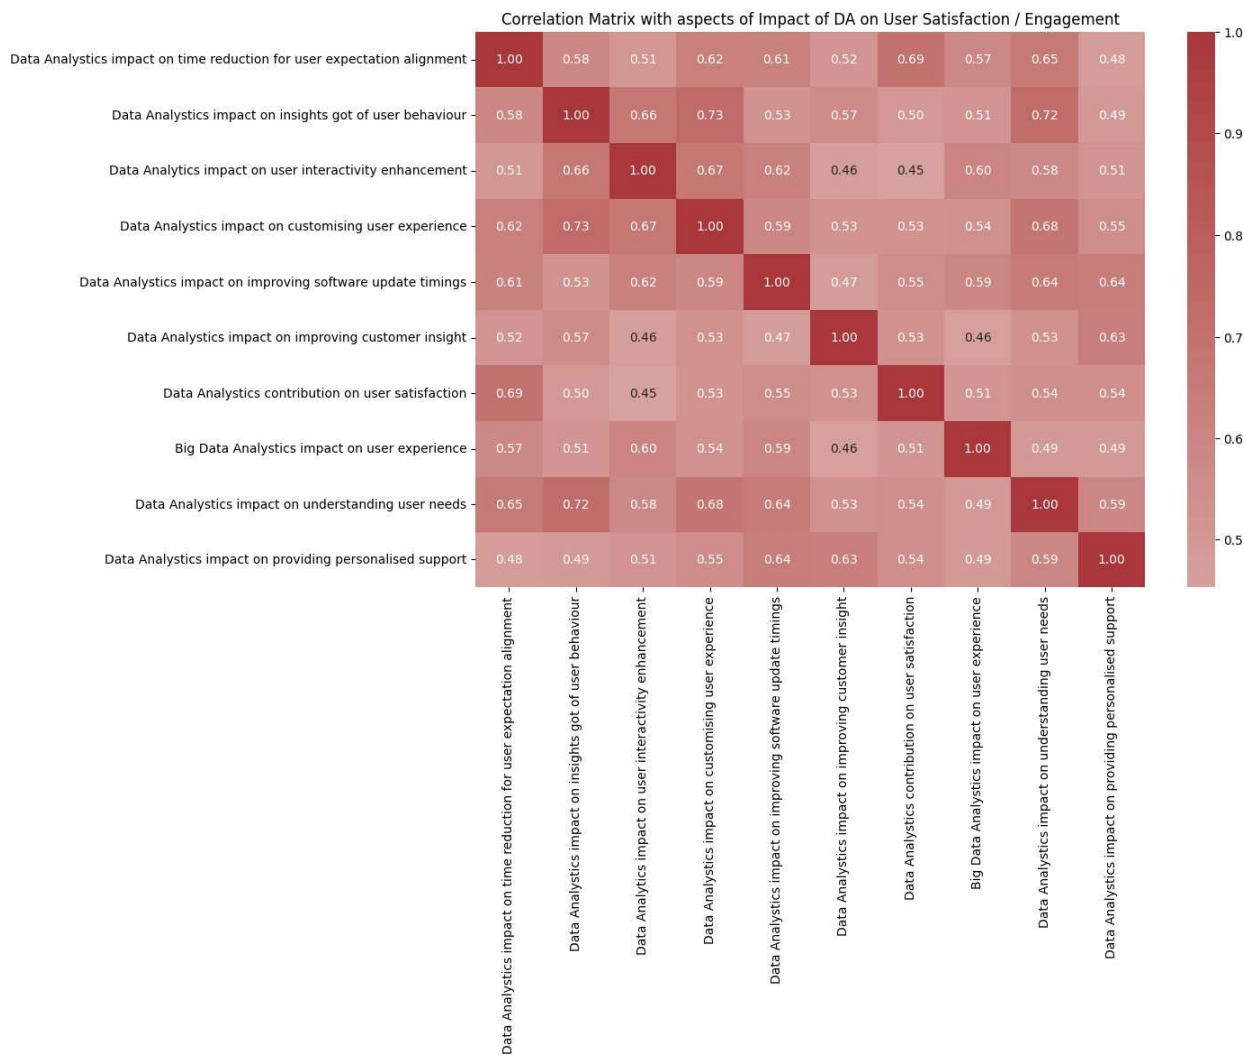 Correlation Matrix with aspects of Impact of DA on User Satisfaction / Engagement
Data Analystics impact on time reduction for user expectation alignment 1.00 0.58 0.51 0.62 0.61 0.52 0.69 0.57 0.65 0.48
Data Analystics impact on insights got of user behaviour 0.58 1.00 0.66 0.73 0.53 0.57 0.50 0.51 0.72 0.49
Data Analytics impact on user interactivity enhancement 0.51 0.66 1.00 0.67 0.62 0.46 0.45 0.60 0.58 0.51
Data Analystics impact on customising user experience 0.62 0.73 0.67 1.00 0.59 0.53 0.53 0.54 0.68 0.55
Data Analystics impact on improving software update timings 0.61 0.53 0.62 0.59 1.00 0.47 0.55 0.59 0.64 0.64
Data Analystics impact on improving customer insight 0.52 0.57 0.46 0.53 0.47 1.00 0.53 0.46 0.53 0.63
Data Analystics contribution on user satisfaction 0.69 0.50 0.45 0.53 0.55 0.53 1.00 0.51 0.54 0.54
Big Data Analystics impact on user experience 0.57 0.51 0.60 0.54 0.59 0.46 0.51 1.00 0.49 0.49
Data Analystics impact on understanding user needs 0.65 0.72 0.58 0.68 0.64 0.53 0.54 0.49 1.00 0.59
Data Analystics impact on providing personalised support 0.48 0.49 0.51 0.55 0.64 0.63 0.54 0.49 0.59 1.00
Data Analystics impact on time reduction for user expectation alignment
Data Analystics impact on insights got of user behaviour
Data Analytics impact on user interactivity enhancement
Data Analystics impact on customising user experience
Data Analystics impact on improving software update timings
Data Analystics impact on improving customer insight
Data Analystics contribution on user satisfaction
Big Data Analystics impact on user experience
Data Analystics impact on understanding user needs
Data Analystics impact on providing personalised support
1.0
0.9
0.8
0.7
0.6
0.5